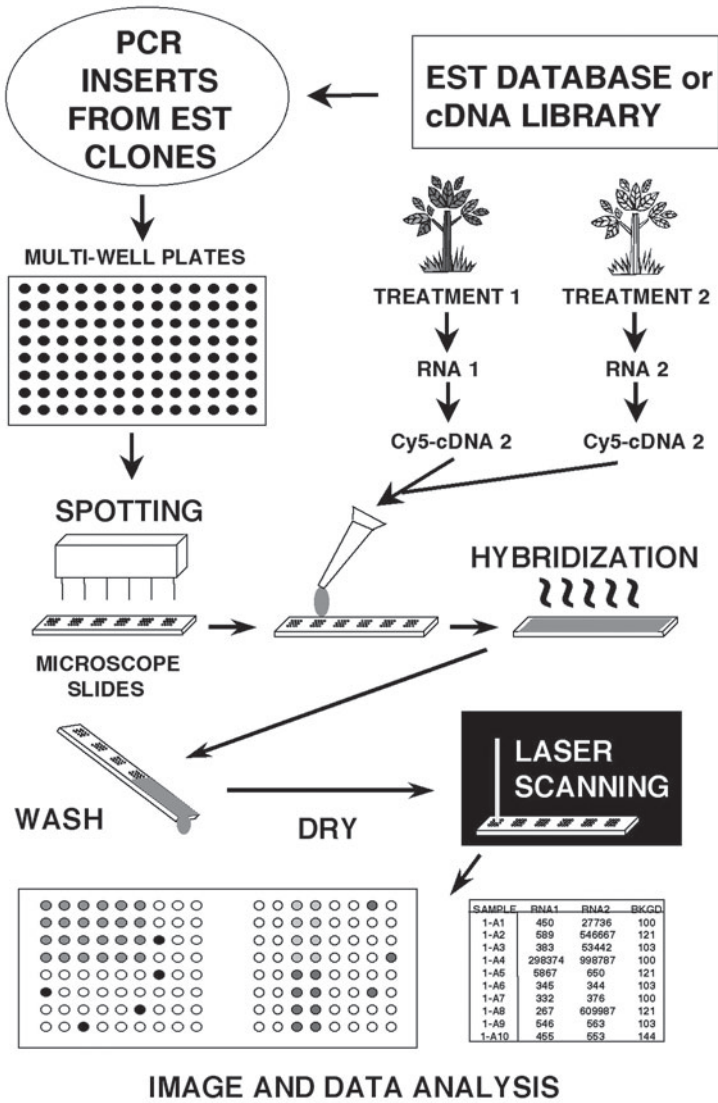 PCR
INSERTS
FROM EST
CLONES
EST DATABASE or
cDNA LIBRARY
MULTI-WELL PLATES
TREATMENT 1
TREATMENT 2
RNA 1
RNA 2
Cy5-cDNA 2
Cy5-cDNA 2
SPOTTING
HYBRIDIZATION
MICROSCOPE
SLIDES
WASH
DRY
LASER
SCANNING
SAMPLE RNA1 RNA2 BKGD
1-A1 450 27736 100
1-A2 589 546667 121
1-A3 383 53442 103
1-A4 298374 998787 100
1-A5 5867 650 121
1-A6 345 344 103
1-A7 332 376 100
1-A8 267 609987 121
1-A9 546 563 103
1-A10 455 553 144
IMAGE AND DATA ANALYSIS